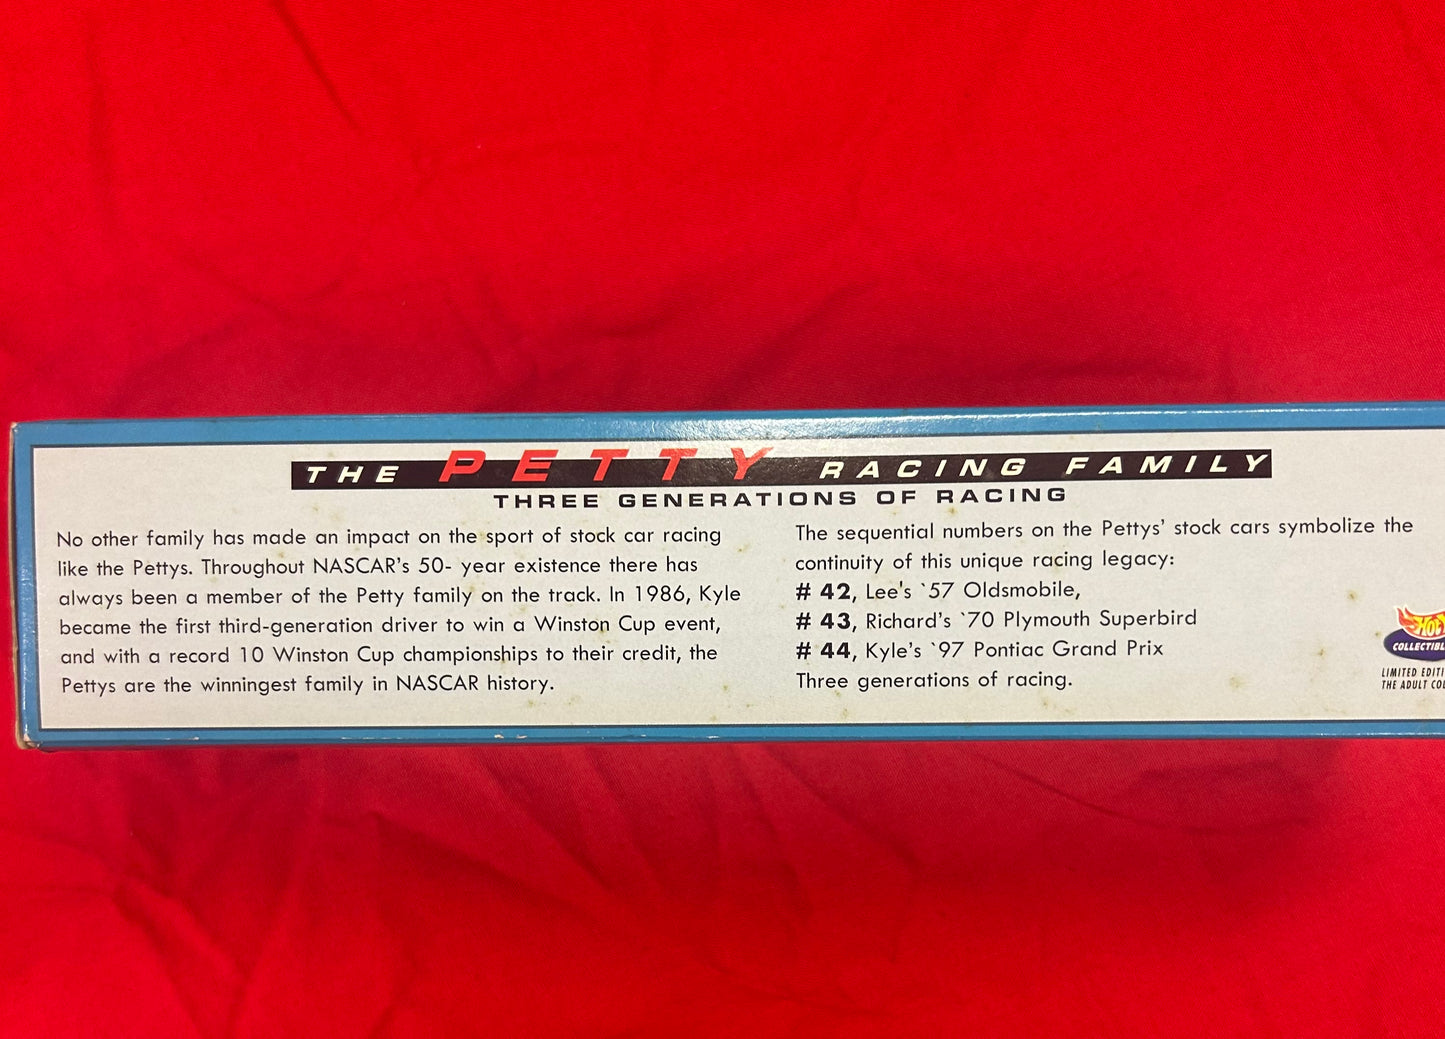 THE PETTY RACING FAMILY
THREE GENERATIONS OF RACING
No other family has made an impact on the sport of stock car racing
like the Pettys. Throughout NASCAR's 50- year existence there has
always been a member of the Petty family on the track. In 1986, Kyle
became the first third-generation driver to win a Winston Cup event,
and with a record 10 Winston Cup championships to their credit, the
Pettys are the winningest family in NASCAR history.
The sequential numbers on the Pettys' stock cars symbolize the
continuity of this unique racing legacy:
# 42, Lee's `57 Oldsmobile,
# 43, Richard's `70 Plymouth Superbird
# 44, Kyle's `97 Pontiac Grand Prix
Three generations of racing.
HOT
LIMITED
THE ADULT